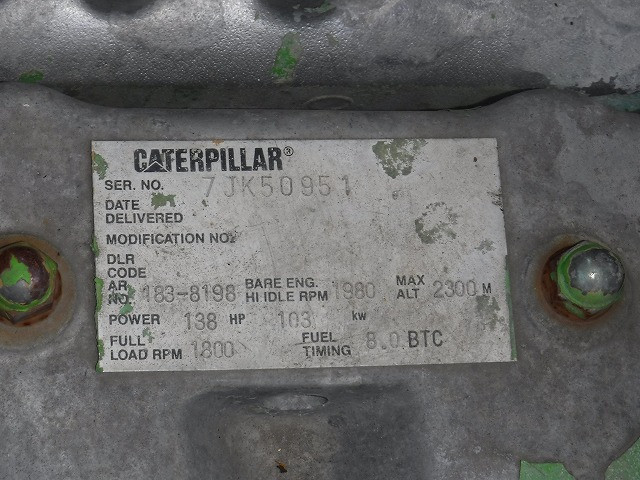 CATERPILLAR®
SER. NO. 7JK50951
DATE
DELIVERED
MODIFICATION NO.
DLR
CODE
AR. NO. 183-8198 BARE ENG. HI IDLE RPM 1980 MAX ALT 2300 M
POWER 138 HP 103 KW
FULL LOAD RPM 1800 FUEL TIMING 8.0 BTC